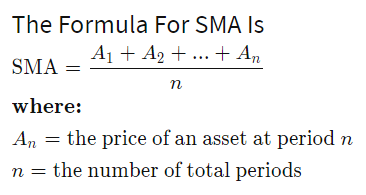 The Formula For SMA Is
SMA = A₁ + A₂ + ... + Aₙ / n
where:
Aₙ = the price of an asset at period n
n = the number of total periods